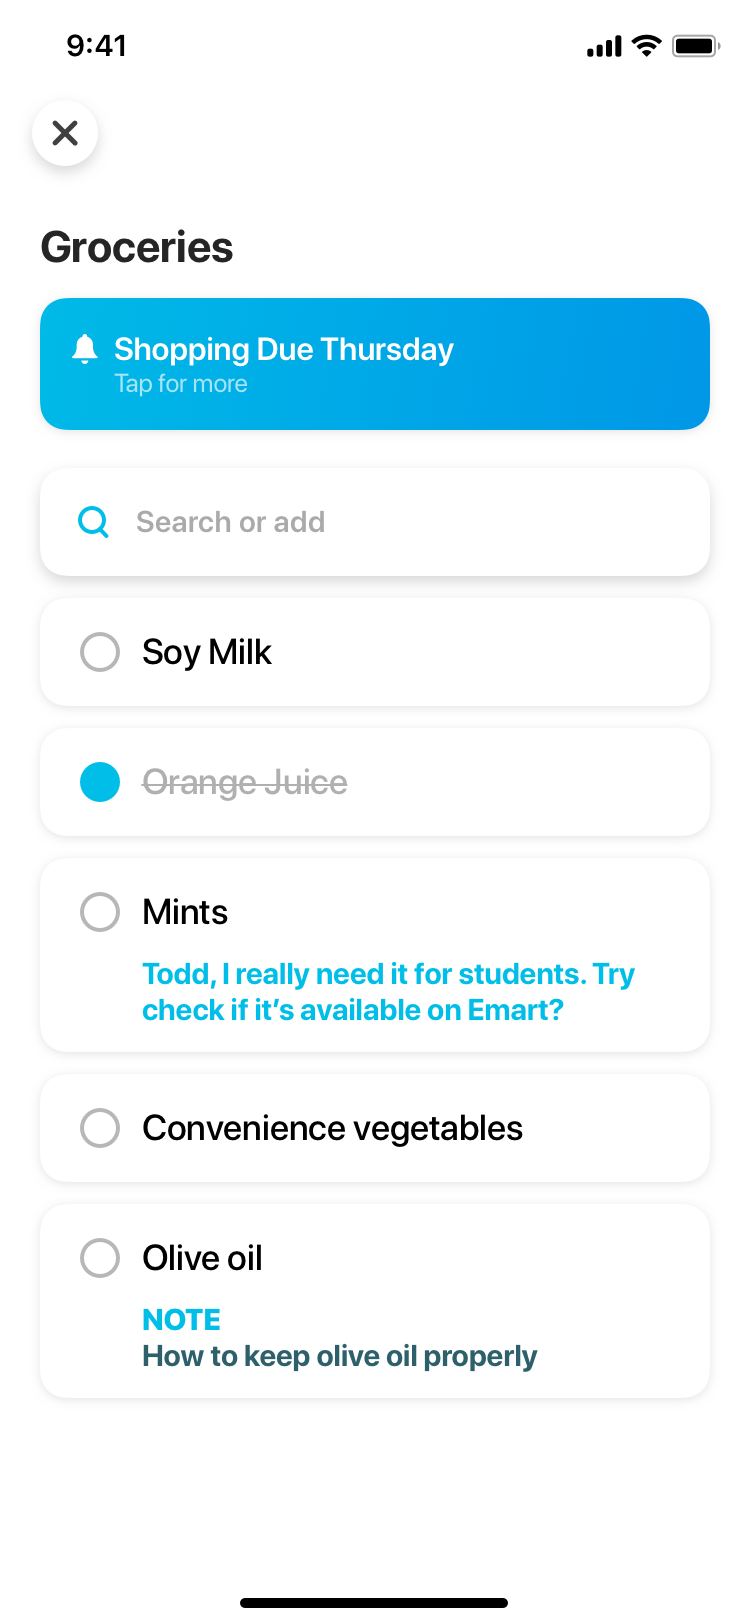 9:41
Groceries
Shopping Due Thursday
Tap for more
Search or add
Soy Milk
Orange Juice
Mints
Todd, I really need it for students. Try
check if it’s available on Emart?
Convenience vegetables
Olive oil
NOTE
How to keep olive oil properly